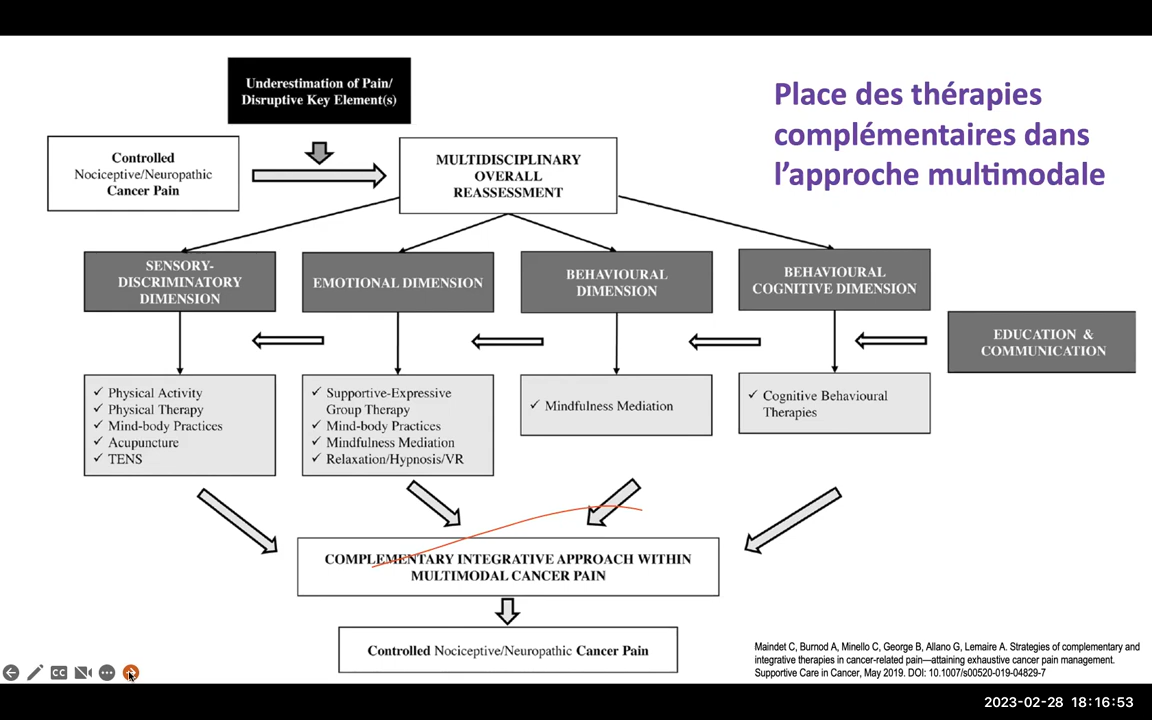 Underestimation of Pain/
Disruptive Key Element(s)
Place des thérapies
complémentaires dans
l’approche multimodale
Controlled
Nociceptive/Neuropathic
Cancer Pain
MULTIDISCIPLINARY
OVERALL
REASSESSMENT
SENSORY-
DISCRIMINATORY
DIMENSION
EMOTIONAL DIMENSION
BEHAVIOURAL
DIMENSION
BEHAVIOURAL
COGNITIVE DIMENSION
EDUCATION &
COMMUNICATION
✓ Physical Activity
✓ Physical Therapy
✓ Mind-body Practices
✓ Acupuncture
✓ TENS
✓ Supportive-Expressive
Group Therapy
✓ Mind-body Practices
✓ Mindfulness Mediation
✓ Relaxation/Hypnosis/VR
✓ Mindfulness Mediation
✓ Cognitive Behavioural
Therapies
COMPLEMENTARY INTEGRATIVE APPROACH WITHIN
MULTIMODAL CANCER PAIN
Controlled Nociceptive/Neuropathic Cancer Pain
Maindet C, Burnod A, Minello C, George B, Allano G, Lemaire A. Strategies of complementary and
integrative therapies in cancer-related pain—attaining exhaustive cancer pain management.
Supportive Care in Cancer, May 2019. DOI: 10.1007/s00520-019-04829-7
CC
2023-02-28 18:16:53